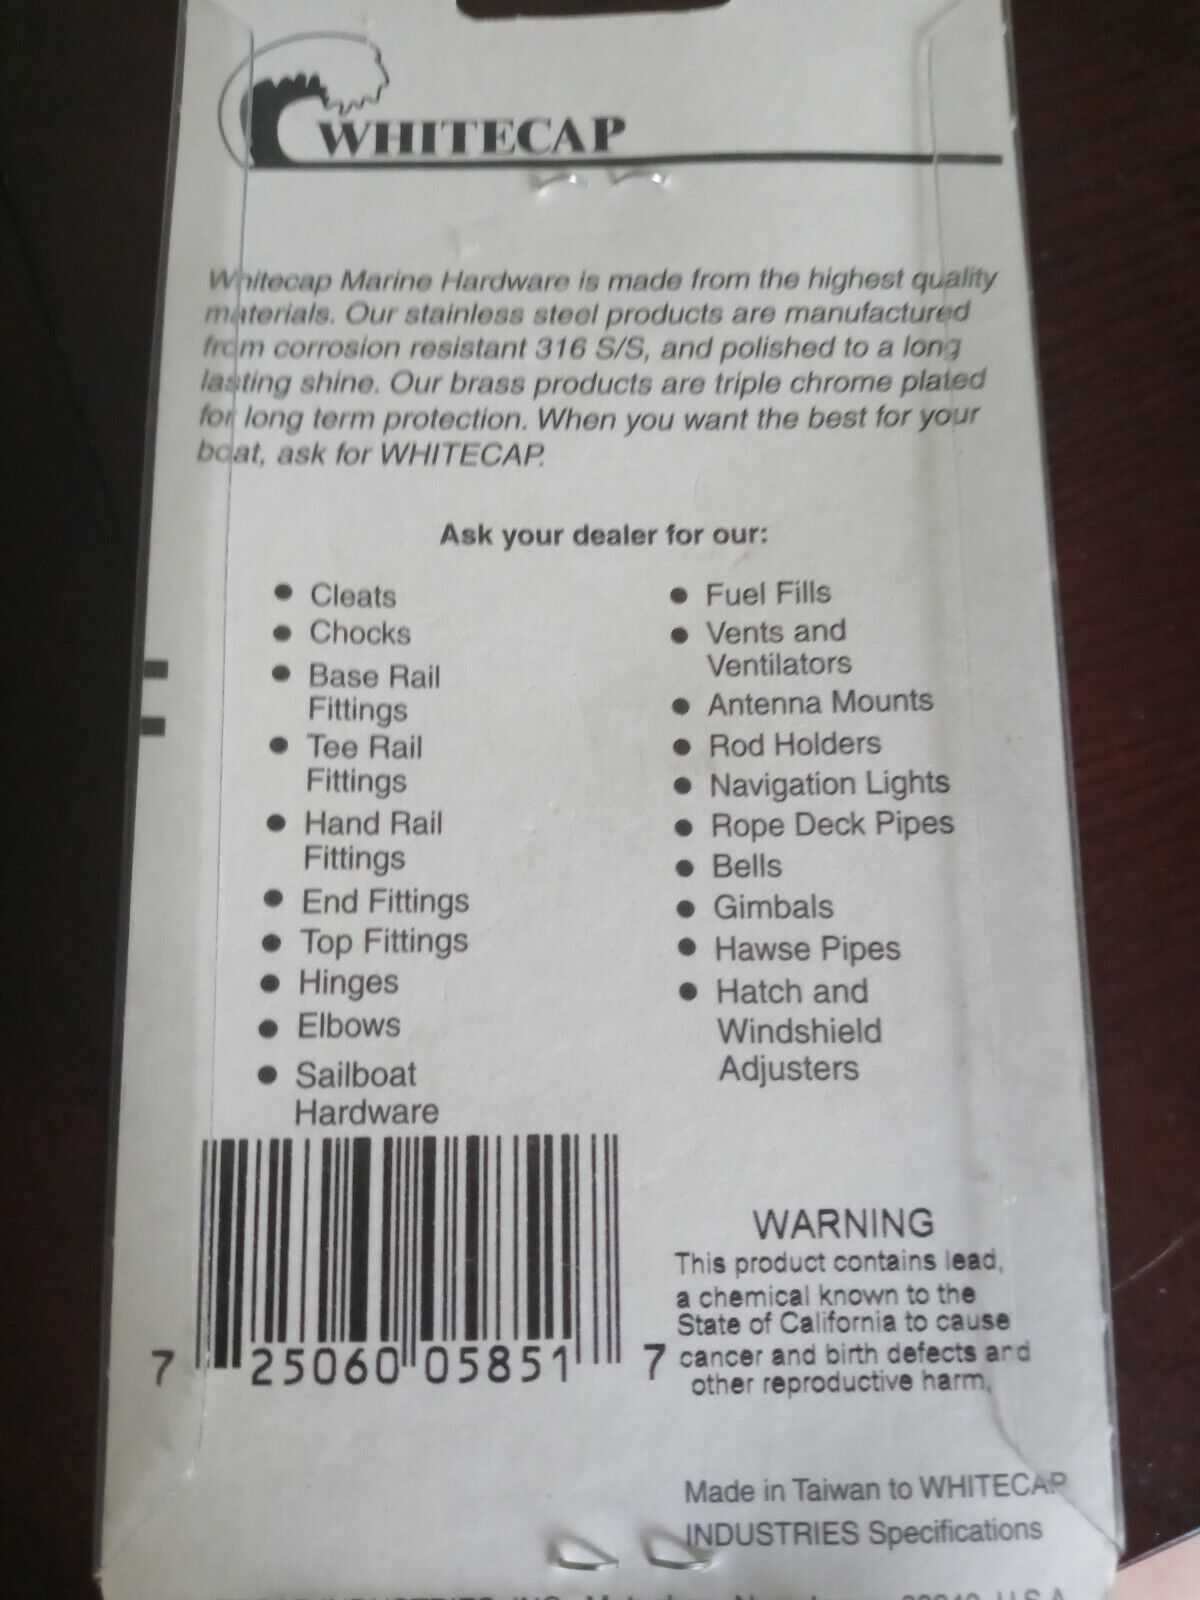 WHITECAP
Whitecap Marine Hardware is made from the highest quality
materials. Our stainless steel products are manufactured
from corrosion resistant 316 S/S, and polished to a long
lasting shine. Our brass products are triple chrome plated
for long term protection. When you want the best for your
boat, ask for WHITECAP.
Ask your dealer for our:
• Cleats
• Chocks
• Base Rail
Fittings
• Tee Rail
Fittings
• Hand Rail
Fittings
• End Fittings
• Top Fittings
• Hinges
• Elbows
• Sailboat
Hardware
• Fuel Fills
• Vents and
Ventilators
• Antenna Mounts
• Rod Holders
• Navigation Lights
• Rope Deck Pipes
• Bells
• Gimbals
• Hawse Pipes
• Hatch and
Windshield
Adjusters
7 25060 05851 7
WARNING
This product contains lead,
a chemical known to the
State of California to cause
cancer and birth defects and
other reproductive harm,
Made in Taiwan to WHITECAP
INDUSTRIES Specifications